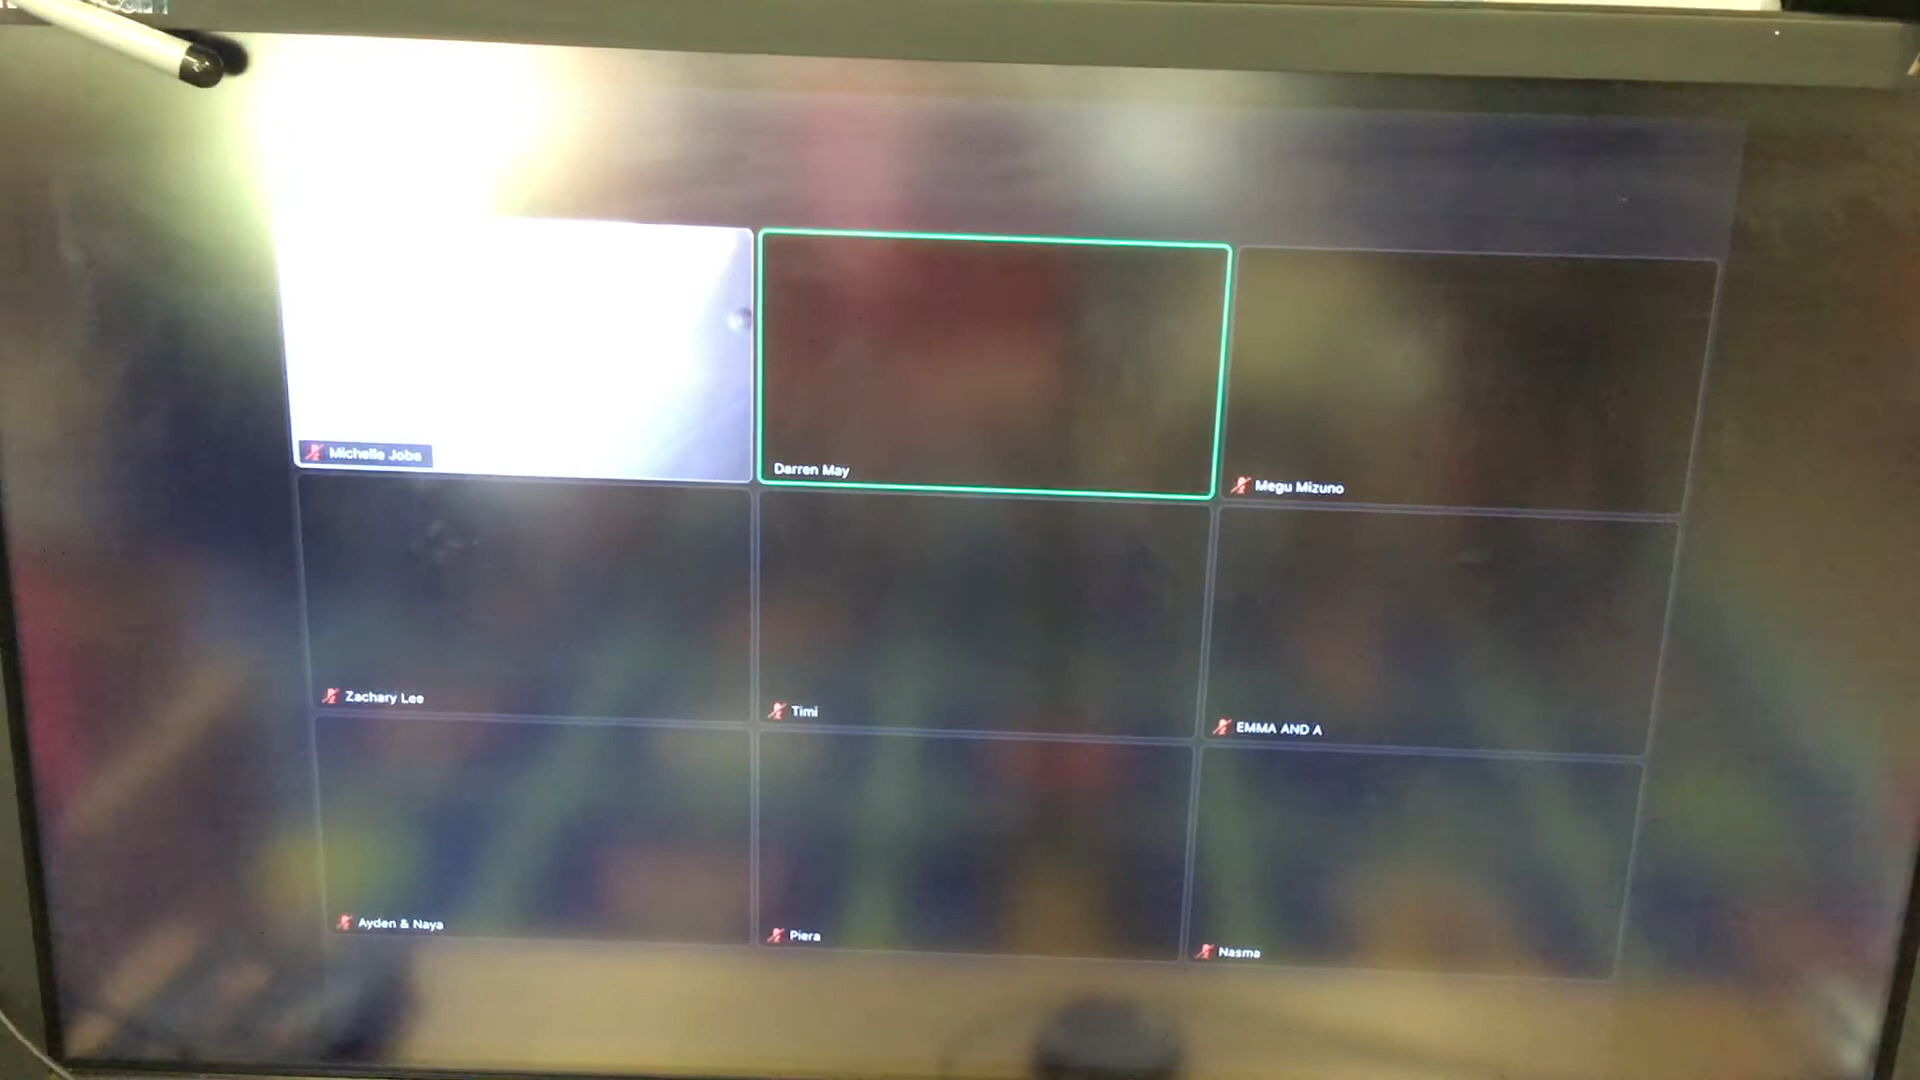 Michelle Jobe
Darren May
Megu Mizuno
Zachary Lee
Timi
EMMA AND A
Ayden & Naya
Piera
Nasma